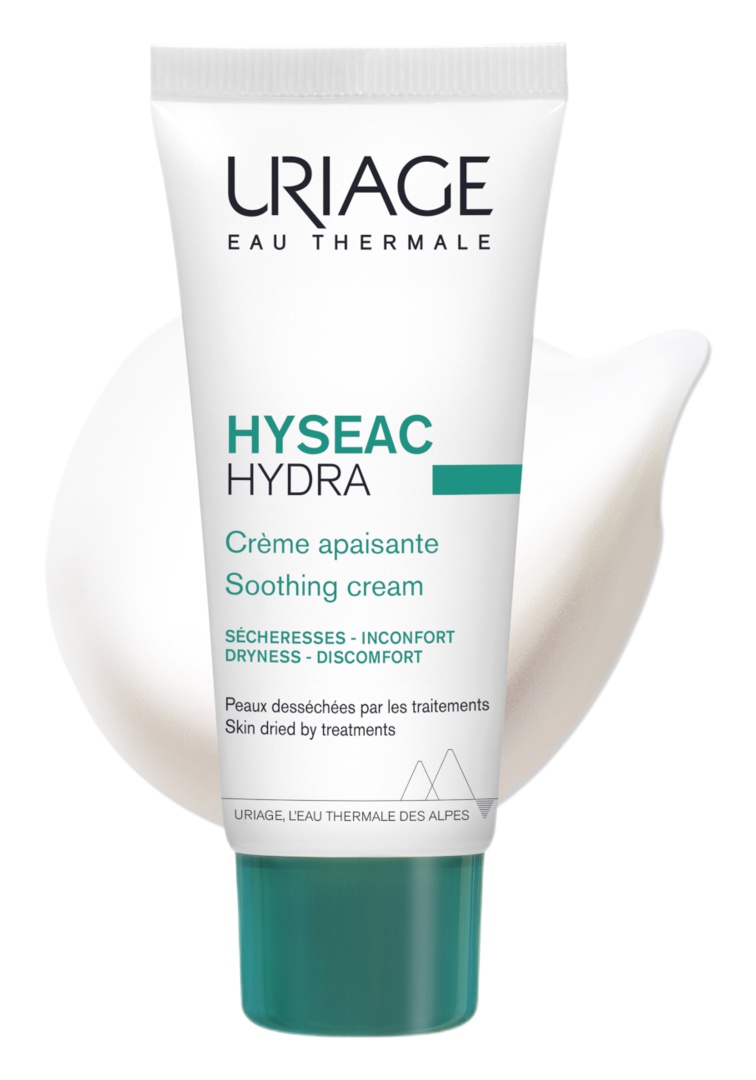 URIAGE
EAU THERMALE
HYSEAC
HYDRA
Crème apaisante
Soothing cream
SÉCHERESSES - INCONFORT
DRYNESS - DISCOMFORT
Peaux desséchées par les traitements
Skin dried by treatments
URIAGE, L'EAU THERMALE DES ALPES